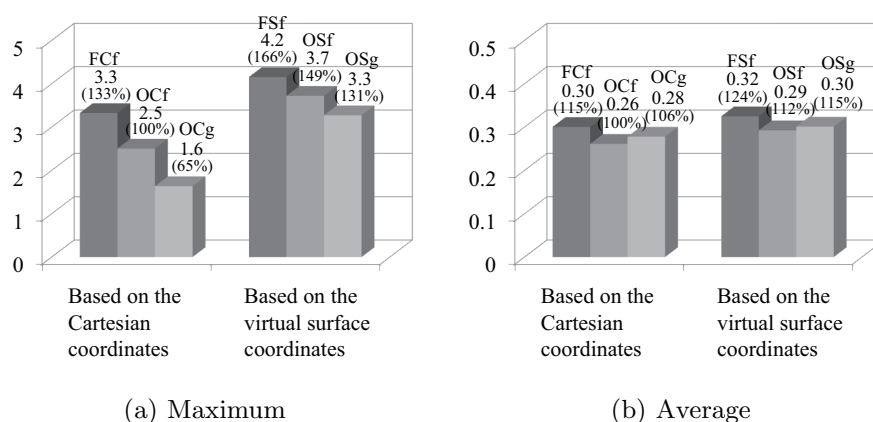 5
4
3
2
1
0
FCf
3.3
(133%)
OCf
2.5
(100%)
OCg
1.6
(65%)
FSf
4.2
(166%)
OSf
3.7
(149%)
OSg
3.3
(131%)
Based on the
Cartesian
coordinates
Based on the
virtual surface
coordinates
(a) Maximum
0.5
0.4
0.3
0.2
0.1
0
FCf
0.30
(115%)
OCf
0.26
(100%)
OCg
0.28
(106%)
FSf
0.32
(124%)
OSf
0.29
(112%)
OSg
0.30
(115%)
Based on the
Cartesian
coordinates
Based on the
virtual surface
coordinates
(b) Average